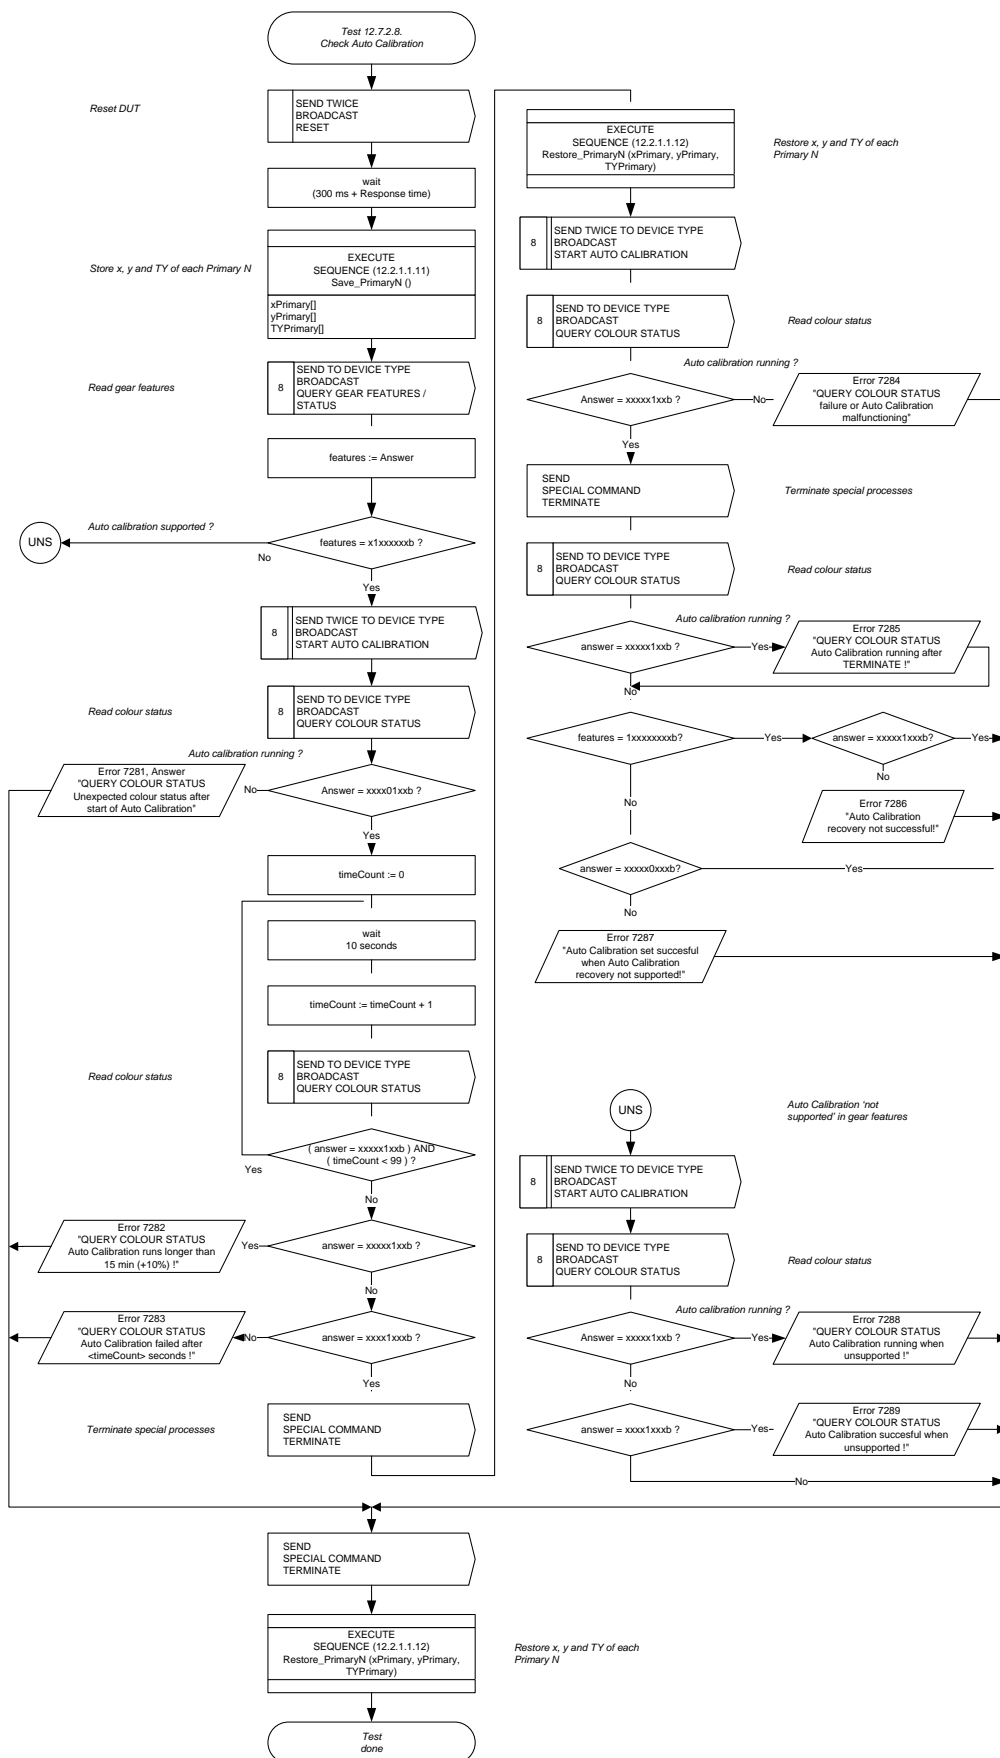 Test 12.7.2.8.
Check Auto Calibration
Reset DUT
SEND TWICE
BROADCAST
RESET
wait
(300 ms + Response time)
Store x, y and TY of each Primary N
EXECUTE
SEQUENCE (12.2.1.1.11)
Save_PrimaryN ()
xPrimary[]
yPrimary[]
TYPrimary[]
Read gear features
8
SEND TO DEVICE TYPE
BROADCAST
QUERY GEAR FEATURES /
STATUS
features := Answer
Auto calibration supported ?
UNS
No
features = x1xxxxxxb ?
Yes
8
SEND TWICE TO DEVICE TYPE
BROADCAST
START AUTO CALIBRATION
Read colour status
8
SEND TO DEVICE TYPE
BROADCAST
QUERY COLOUR STATUS
Auto calibration running ?
Error 7281, Answer
"QUERY COLOUR STATUS
Unexpected colour status after
start of Auto Calibration"
No
Answer = xxxx01xxb ?
Yes
timeCount := 0
wait
10 seconds
timeCount := timeCount + 1
Read colour status
8
SEND TO DEVICE TYPE
BROADCAST
QUERY COLOUR STATUS
( answer = xxxxx1xxb ) AND
( timeCount < 99 ) ?
Yes
No
Error 7282
"QUERY COLOUR STATUS
Auto Calibration runs longer than
15 min (+10%) !"
Yes
answer = xxxxx1xxb ?
No
Error 7283
"QUERY COLOUR STATUS
Auto Calibration failed after
<timeCount> seconds !"
No
answer = xxxx1xxxb ?
Yes
Terminate special processes
SEND
SPECIAL COMMAND
TERMINATE
SEND
SPECIAL COMMAND
TERMINATE
EXECUTE
SEQUENCE (12.2.1.1.12)
Restore_PrimaryN (xPrimary, yPrimary,
TYPrimary)
Restore x, y and TY of each
Primary N
Test
done
EXECUTE
SEQUENCE (12.2.1.1.12)
Restore_PrimaryN (xPrimary, yPrimary,
TYPrimary)
Restore x, y and TY of each
Primary N
8
SEND TWICE TO DEVICE TYPE
BROADCAST
START AUTO CALIBRATION
8
SEND TO DEVICE TYPE
BROADCAST
QUERY COLOUR STATUS
Read colour status
Auto calibration running ?
Answer = xxxxx1xxb ?
No
Error 7284
"QUERY COLOUR STATUS
failure or Auto Calibration
malfunctioning"
Yes
SEND
SPECIAL COMMAND
TERMINATE
Terminate special processes
8
SEND TO DEVICE TYPE
BROADCAST
QUERY COLOUR STATUS
Read colour status
Auto calibration running ?
answer = xxxxx1xxb ?
Yes
Error 7285
"QUERY COLOUR STATUS
Auto Calibration running after
TERMINATE !"
No
features = 1xxxxxxxxb?
Yes
answer = xxxxx1xxxb?
Yes
No
No
Error 7286
"Auto Calibration
recovery not successful!"
answer = xxxxx0xxxb?
Yes
No
Error 7287
"Auto Calibration set succesful
when Auto Calibration
recovery not supported!"
UNS
Auto Calibration 'not
supported' in gear features
8
SEND TWICE TO DEVICE TYPE
BROADCAST
START AUTO CALIBRATION
8
SEND TO DEVICE TYPE
BROADCAST
QUERY COLOUR STATUS
Read colour status
Auto calibration running ?
Answer = xxxxx1xxb ?
Yes
Error 7288
"QUERY COLOUR STATUS
Auto Calibration running when
unsupported !"
No
answer = xxxx1xxxb ?
Yes
Error 7289
"QUERY COLOUR STATUS
Auto Calibration succesful when
unsupported !"
No